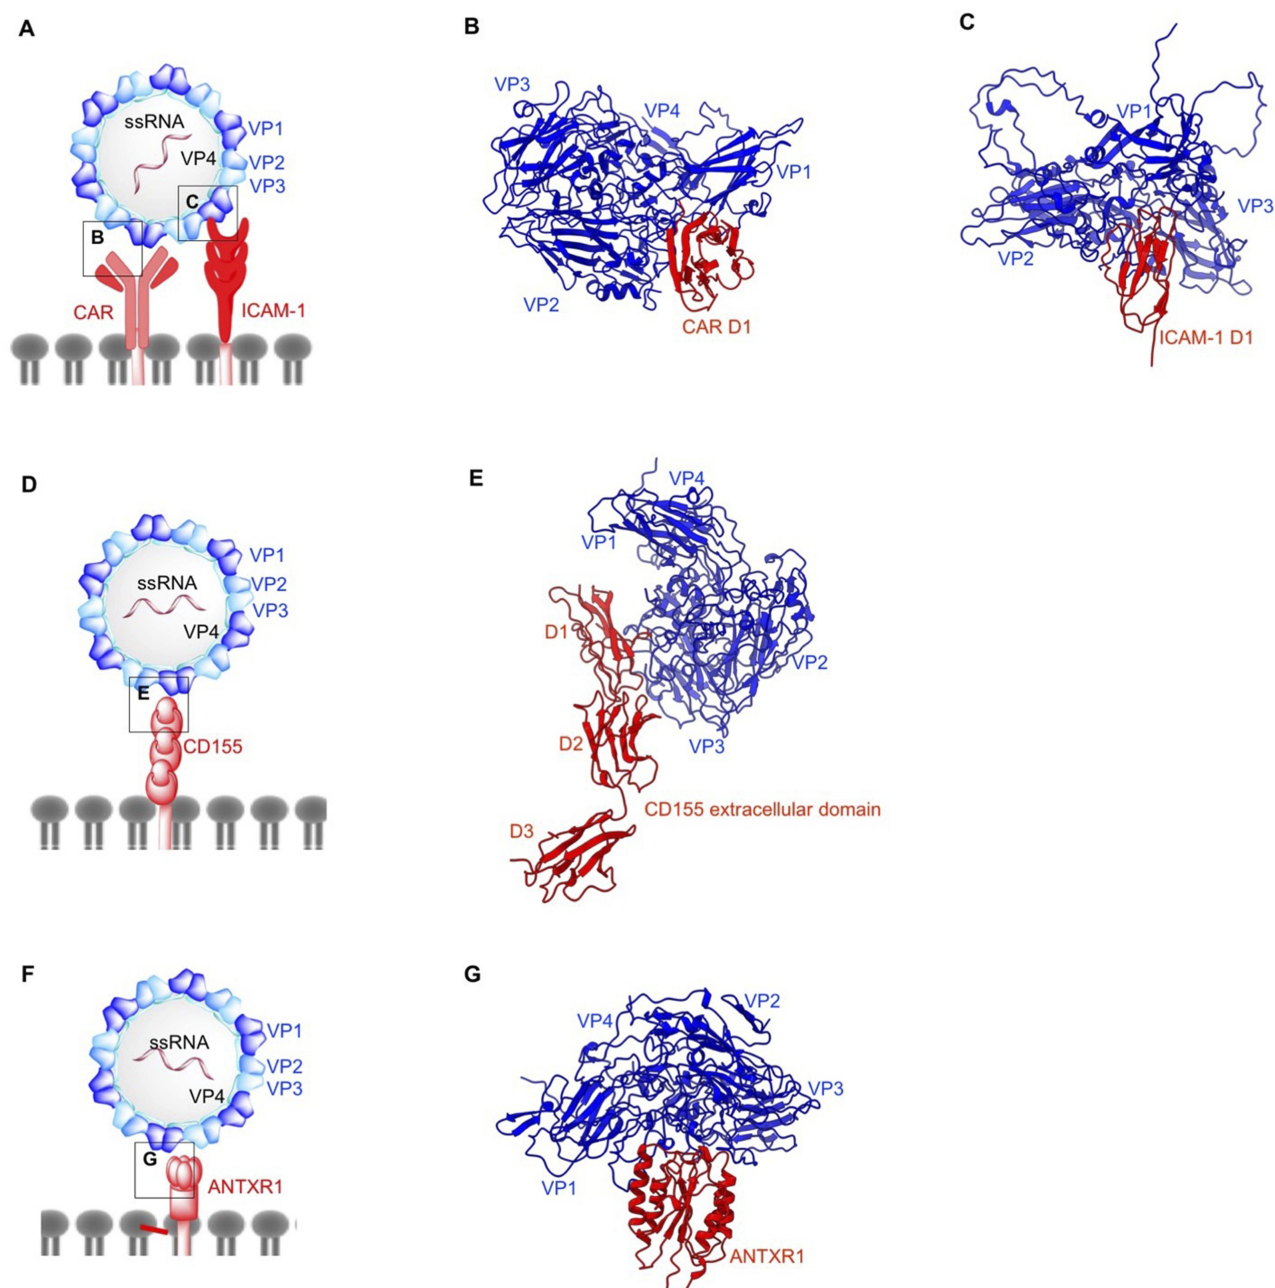 A
ssRNA
VP4
VP1
VP2
VP3
C
B
CAR
ICAM-1
B
VP3
VP4
VP1
VP2
CAR D1
C
VP1
VP3
VP2
ICAM-1 D1
D
ssRNA
VP4
VP1
VP2
VP3
E
CD155
E
VP4
VP1
D1
VP2
D2
VP3
CD155 extracellular domain
D3
F
ssRNA
VP4
VP1
VP2
VP3
G
ANTXR1
G
VP2
VP4
VP3
VP1
ANTXR1